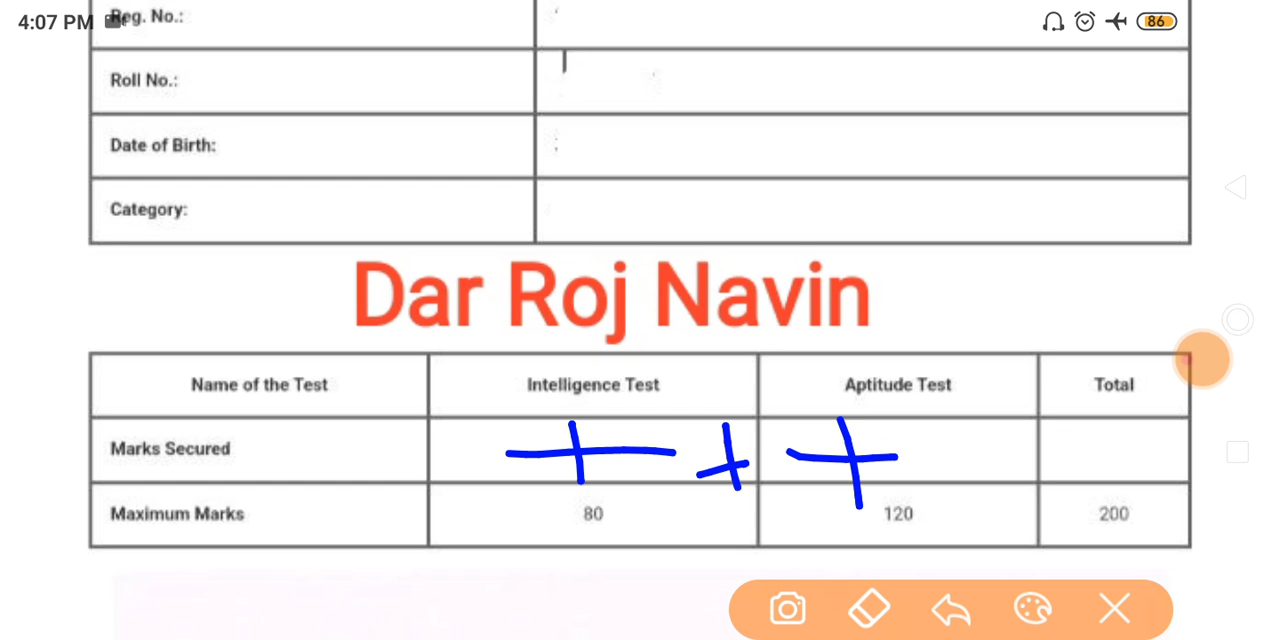 4:07 PM Reg. No.: 86
Roll No.:
Date of Birth:
Category:
Dar Roj Navin
Name of the Test Intelligence Test Aptitude Test Total
Marks Secured + + +
Maximum Marks 80 120 200